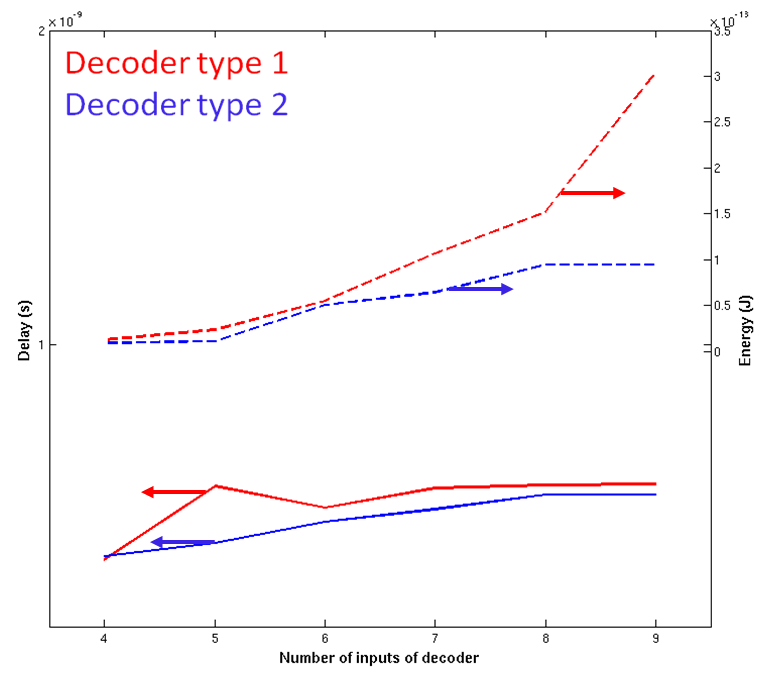 2 ×10⁻⁹
×10⁻¹³
3.5
Decoder type 1
Decoder type 2
3
2.5
2
1.5
1
0.5
0
1
Delay (s)
Energy (J)
4 5 6 7 8 9
Number of inputs of decoder